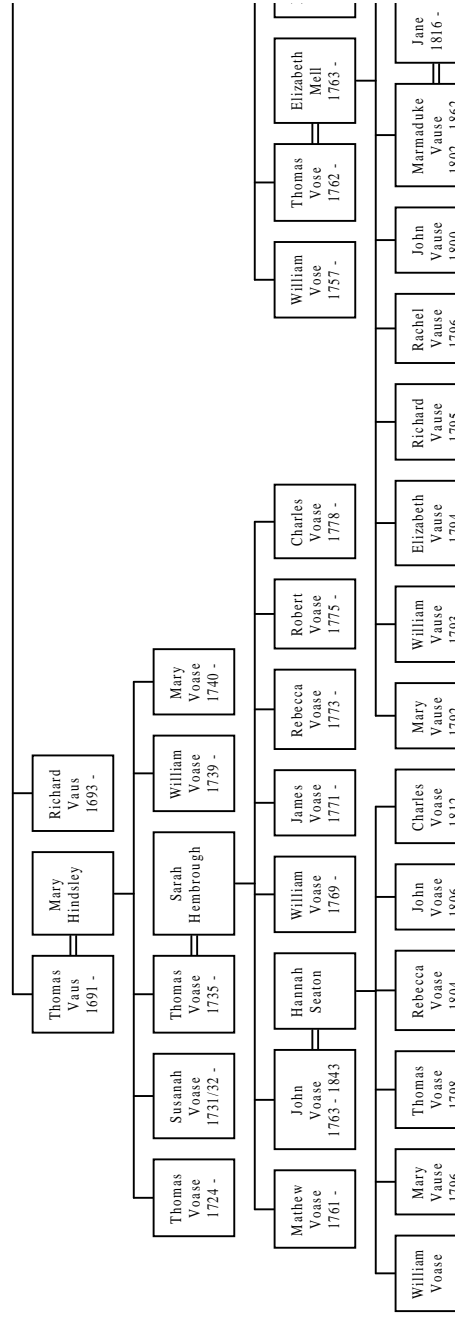 Thomas
Vaus
1691 -
Mary
Hindsley
Richard
Vaus
1693 -
Thomas
Voase
1724 -
Susanah
Voase
1731/32 -
Thomas
Voase
1735 -
Sarah
Hembrough
William
Voase
1739 -
Mary
Voase
1740 -
Mathew
Voase
1761 -
John
Voase
1763 - 1843
Hannah
Seaton
William
Voase
1769 -
James
Voase
1771 -
Rebecca
Voase
1773 -
Robert
Voase
1775 -
Charles
Voase
1778 -
William
Vose
1757 -
Thomas
Vose
1762 -
Elizabeth
Mell
1763 -
William
Voase
Mary
Vause
Thomas
Voase
Rebecca
Voase
John
Voase
Charles
Voase
Mary
Vause
William
Vause
Elizabeth
Vause
Richard
Vause
Rachel
Vause
John
Vause
Marmaduke
Vause
Jane
1816 -